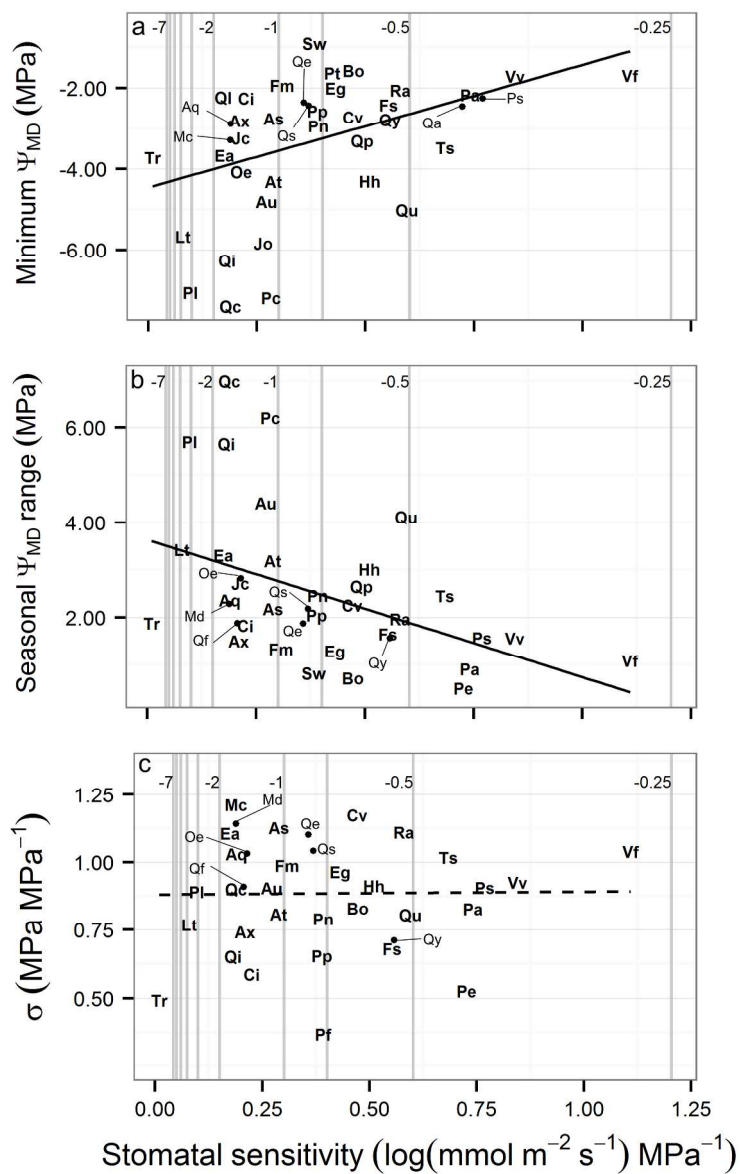 a -7 -2 -1 -0.5 -0.25
Sw
Qe Pt Bo Vv Vf
-2.00 Fm Eg Ra Pa Ps
Ql Ci Pp Fs
Aq Ax As Qs Pn Cv Qy Qa
Mc Jc Qp Ts
Tr Ea
-4.00 Oe At Hh
Au Qu
Lt Jo
-6.00 Qi
Pl Qc Pc
Minimum Ψ_MD (MPa)
b -7 -2 Qc -1 -0.5 -0.25
Pc
6.00 Pl Qi
Au Qu
4.00
Lt Ea At Hh
Oe Jc Qs Pn Qp Ts
Md Aq As Pp Cv
2.00 Tr Qf Ci Qe Ra
Ax Fm Eg Fs Ps Vv
Sw Bo Qy Pa Vf
Pe
Seasonal Ψ_MD range (MPa)
c -7 -2 -1 -0.5 -0.25
1.25 Mc Md Cv
Ea As Qe Ra
1.00 Oe Aq Qs Ts Vf
Qf Fm Eg
Pl Qc Au Hh Ps Vv
At Pn Bo Qu Pa
0.75 Lt Az Qy
Qi Pp Fs
Ci
0.50 Tr Pe
Pf
σ (MPa MPa⁻¹)
0.00 0.25 0.50 0.75 1.00 1.25
Stomatal sensitivity (log(mmol m⁻² s⁻¹) MPa⁻¹)